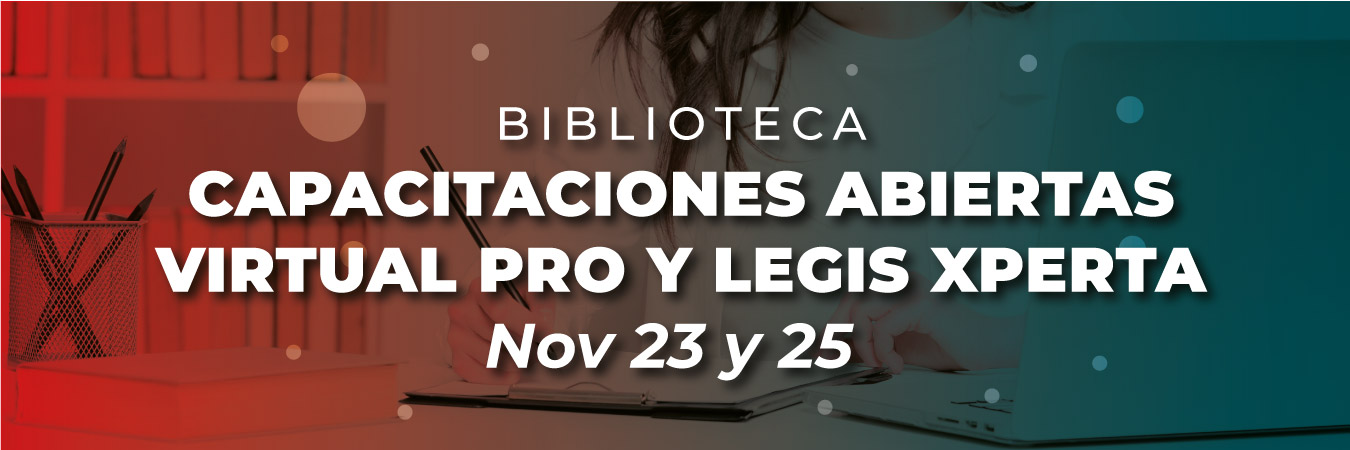 BIBLIOTECA
CAPACITACIONES ABIERTAS
VIRTUAL PRO Y LEGIS XPERTA
Nov 23 y 25